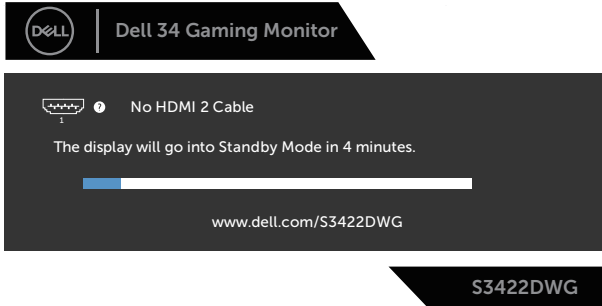 DELL
Dell 34 Gaming Monitor
? No HDMI 2 Cable
1
The display will go into Standby Mode in 4 minutes.
www.dell.com/S3422DWG
S3422DWG